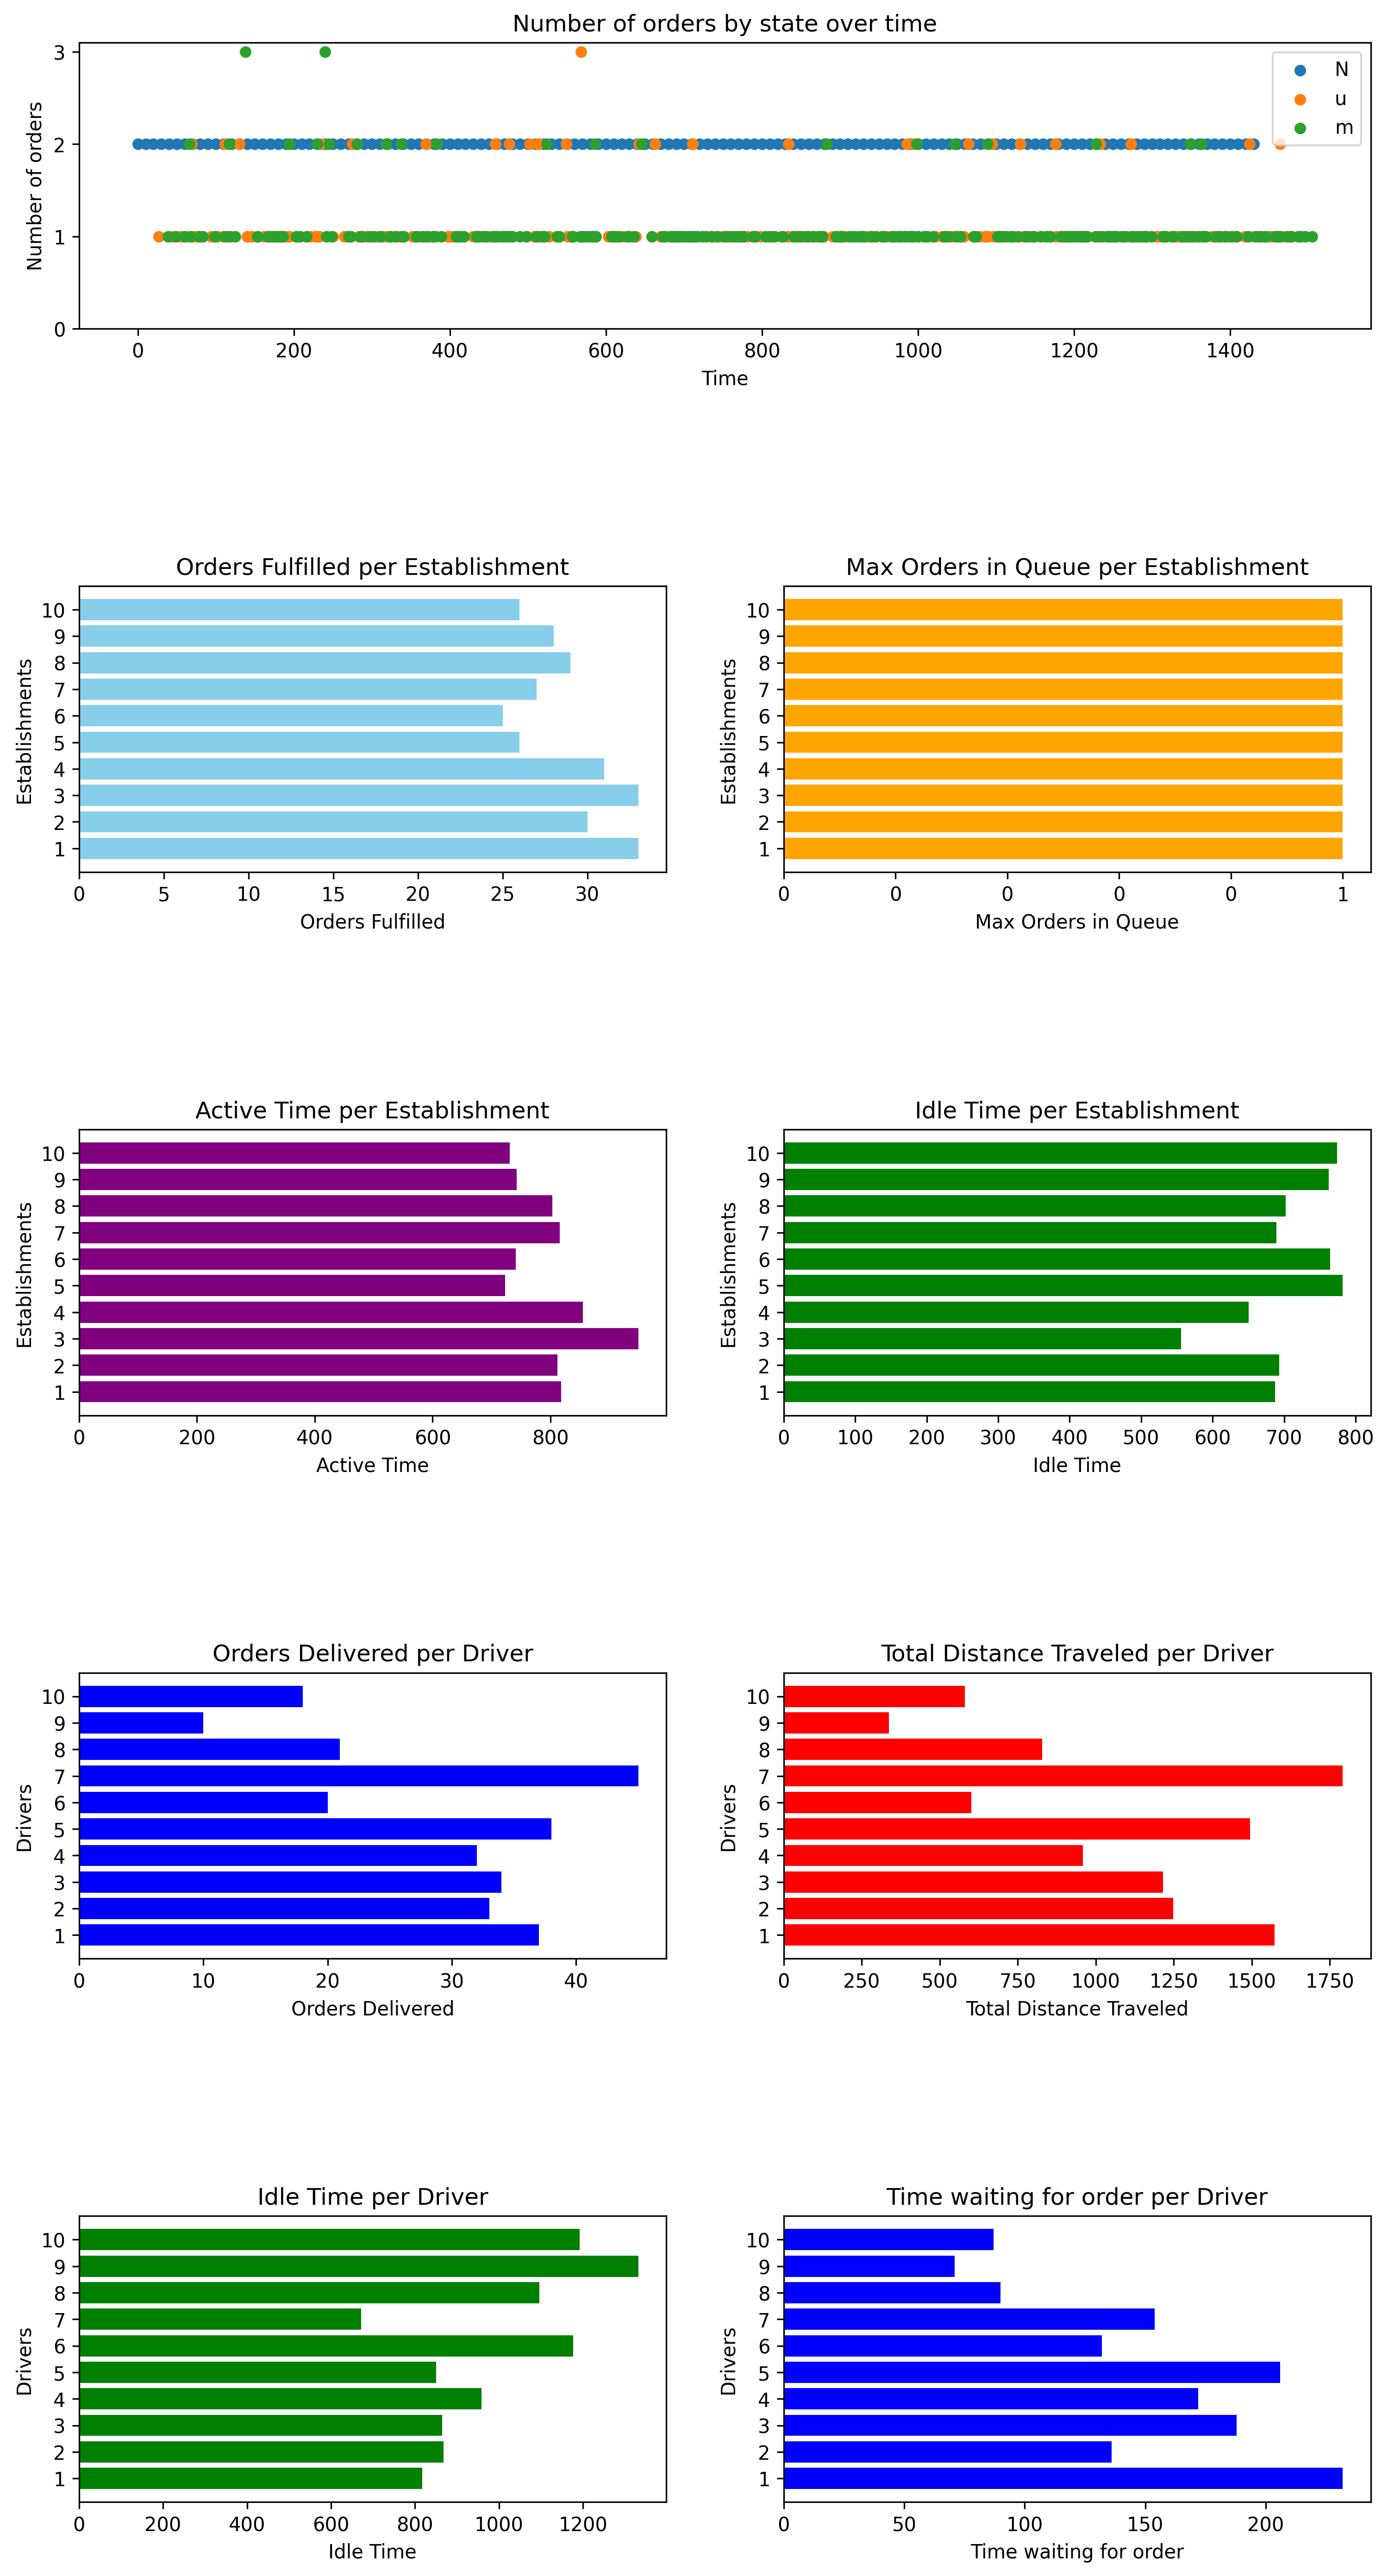 Number of orders by state over time
Number of orders
3
2
1
0
N
u
m
0 200 400 600 800 1000 1200 1400
Time
Orders Fulfilled per Establishment
Establishments
10
9
8
7
6
5
4
3
2
1
0 5 10 15 20 25 30
Orders Fulfilled
Max Orders in Queue per Establishment
Establishments
10
9
8
7
6
5
4
3
2
1
0 0 0 0 0 1
Max Orders in Queue
Active Time per Establishment
Establishments
10
9
8
7
6
5
4
3
2
1
0 200 400 600 800
Active Time
Idle Time per Establishment
Establishments
10
9
8
7
6
5
4
3
2
1
0 100 200 300 400 500 600 700 800
Idle Time
Orders Delivered per Driver
Drivers
10
9
8
7
6
5
4
3
2
1
0 10 20 30 40
Orders Delivered
Total Distance Traveled per Driver
Drivers
10
9
8
7
6
5
4
3
2
1
0 250 500 750 1000 1250 1500 1750
Total Distance Traveled
Idle Time per Driver
Drivers
10
9
8
7
6
5
4
3
2
1
0 200 400 600 800 1000 1200
Idle Time
Time waiting for order per Driver
Drivers
10
9
8
7
6
5
4
3
2
1
0 50 100 150 200
Time waiting for order